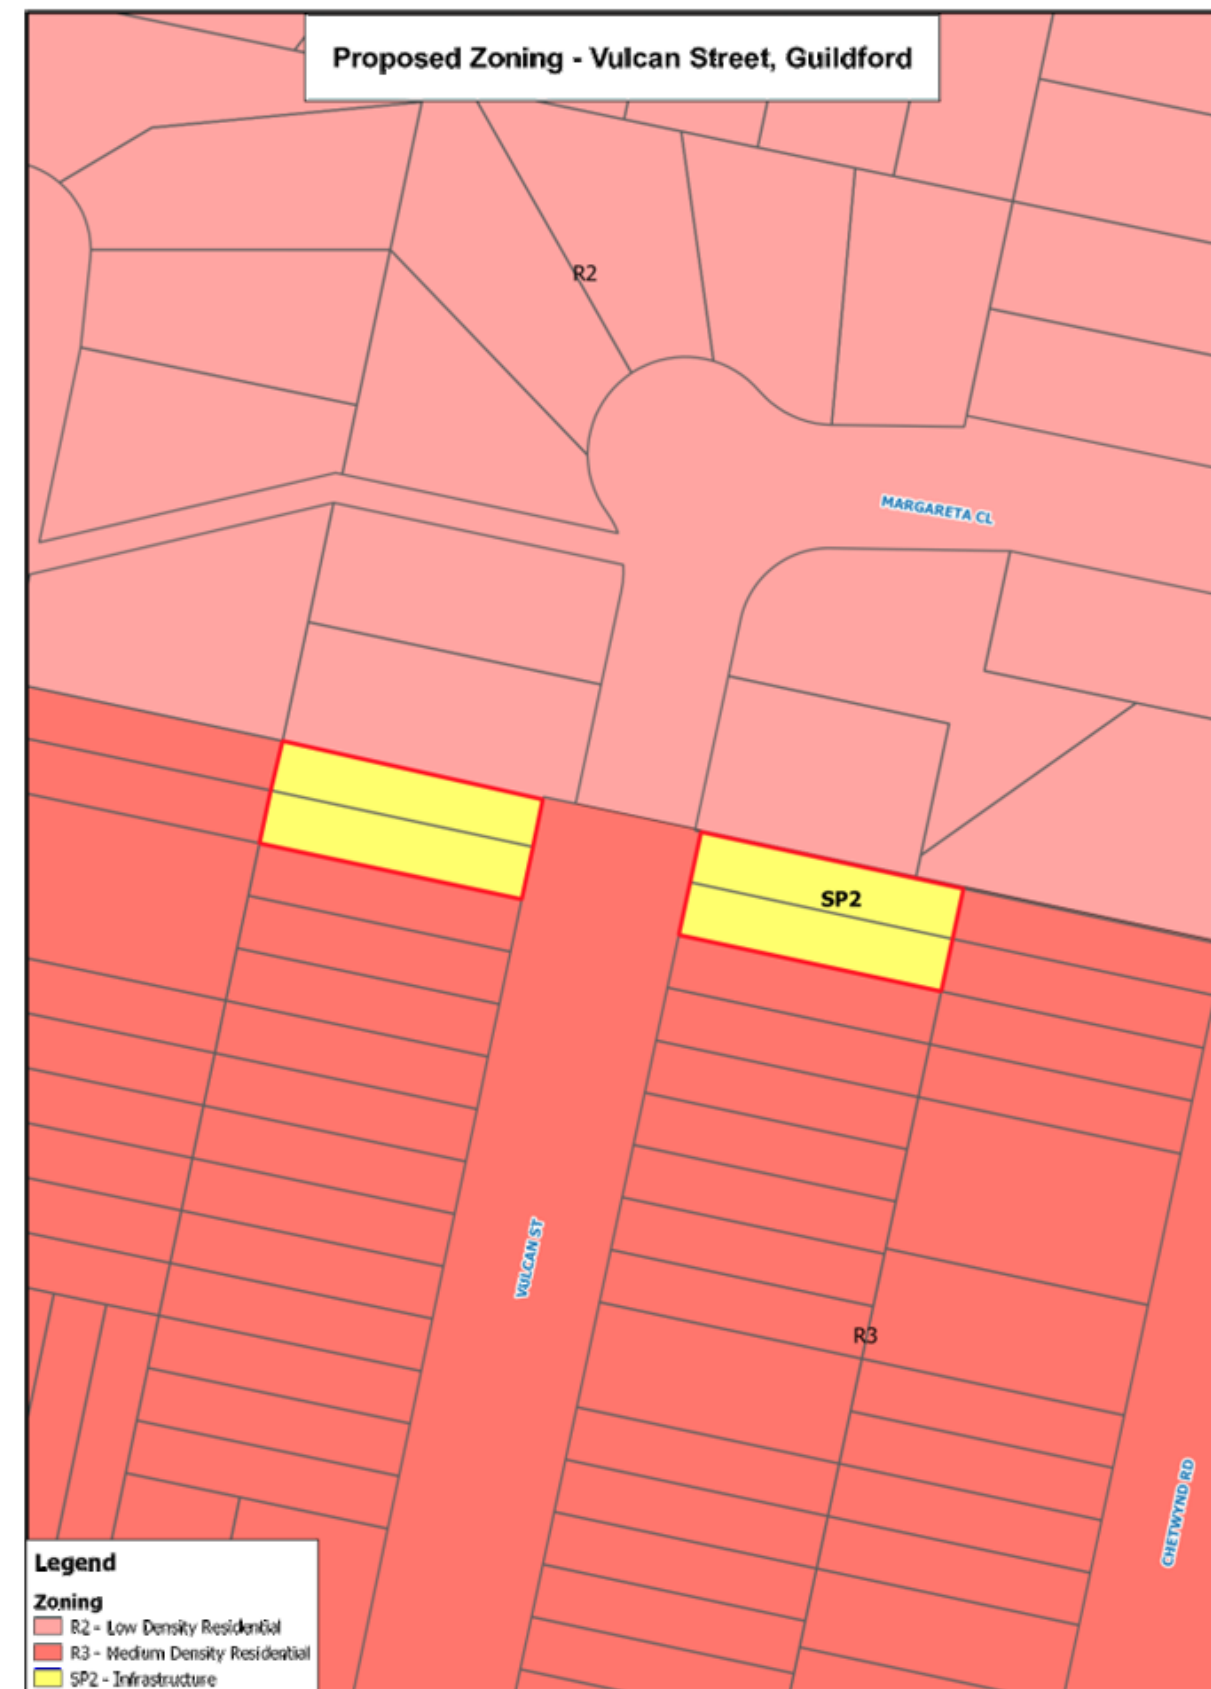 Proposed Zoning - Vulcan Street, Guildford
R2
MARGARETA CL
SP2
VULCAN ST
R3
CHETWYND RD
Legend
Zoning
R2 - Low Density Residential
R3 - Medium Density Residential
SP2 - Infrastructure